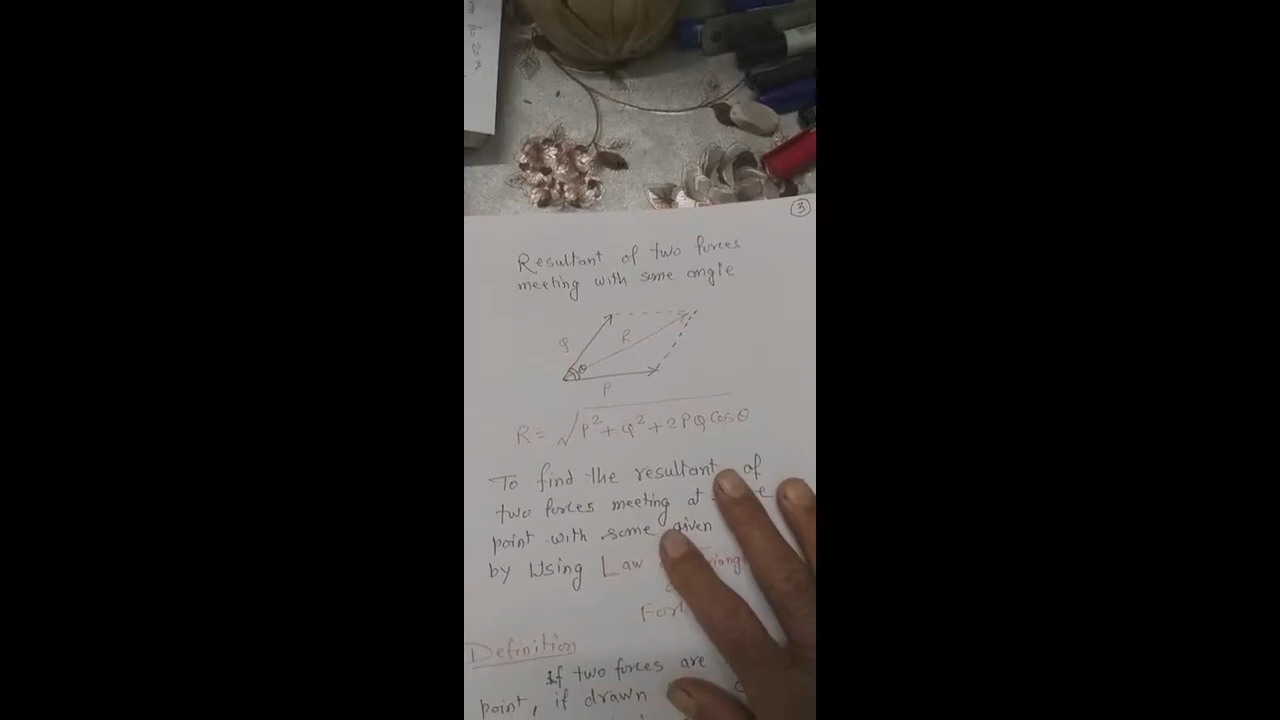 3
Resultant of two forces
meeting with some angle
Q
R
θ
P
R = √P²+Q²+2PQ Cos θ
To find the resultant of
two forces meeting at
point with some given
by Using Law
Definition
If two forces are
point, if drawn